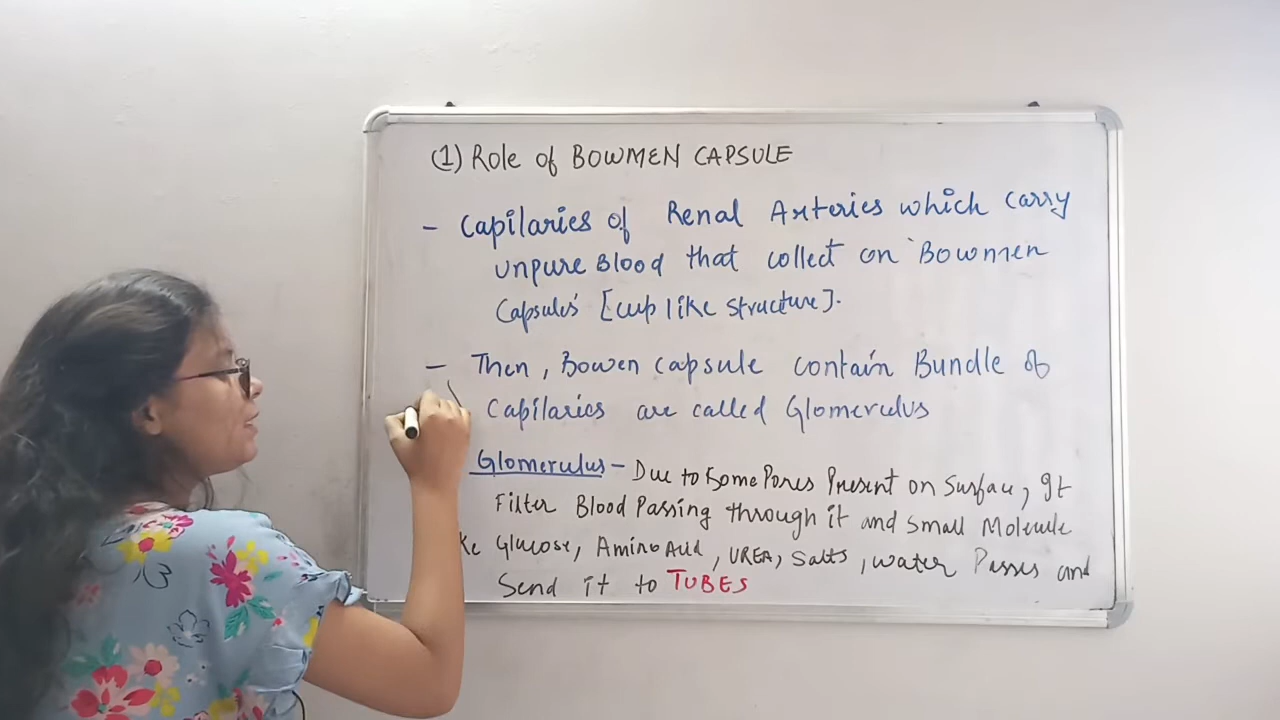 (1) Role of BOWMEN CAPSULE
- Capilaries of Renal Arteries which carry
unpure Blood that collect on Bowmen
Capsules [cup like structure].
- Then, Bowen capsule contain Bundle of
Capilaries are called Glomerulus
Glomerulus - Due to some Pores Present on Surface, It
Filter Blood Passing through it and small Molecule
Glucose, Amino Acid, UREA, Salts, water Passes and
Send it to TUBES